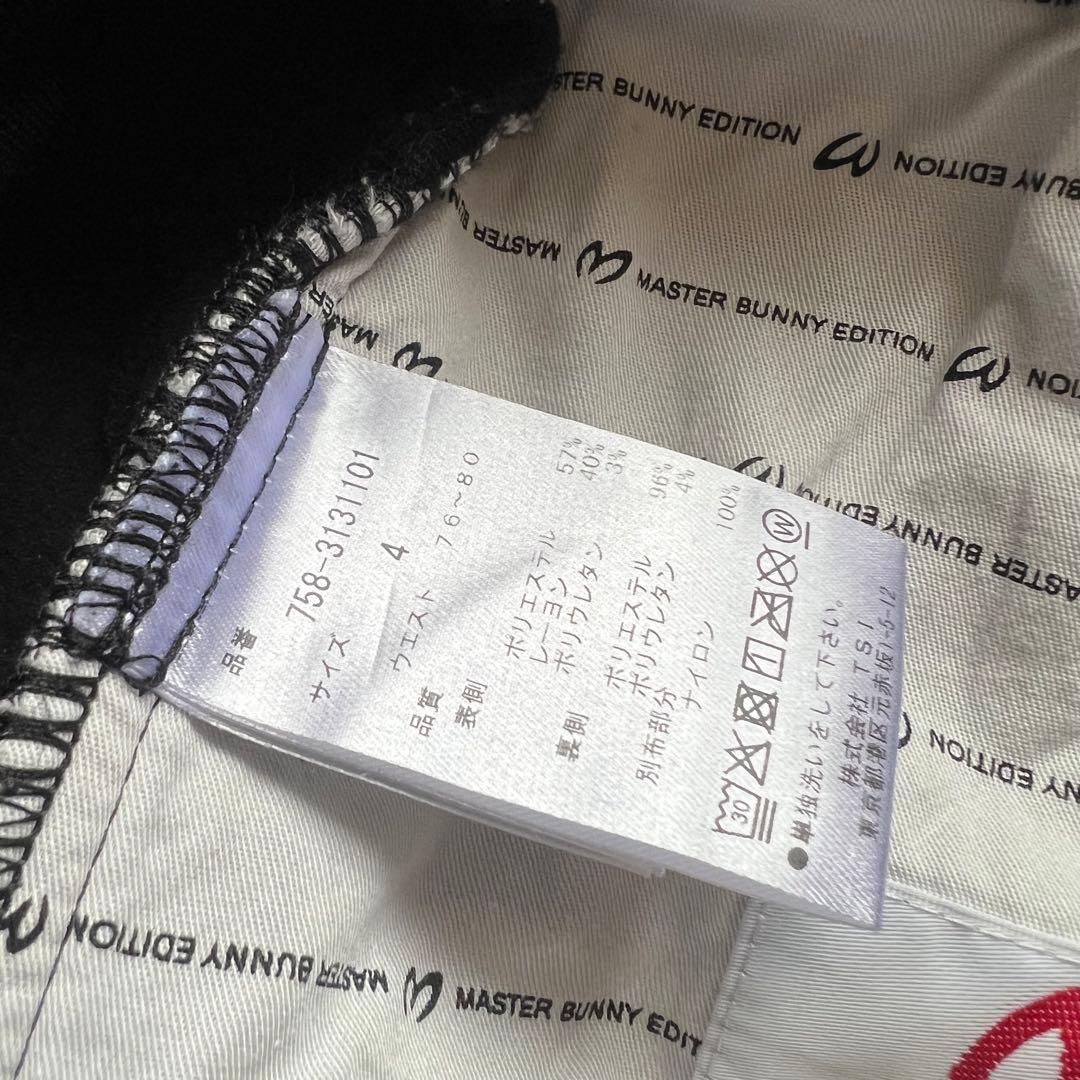 STER BUNNY EDITION
BUNY EDITION
MASTER BUNNY
MASTER BUNNY EDITION
品番
758-3131101
サイズ
4
ウエスト
76~80
品質
表側
ポリエステル 57%
レーヨン 40%
ポリウレタン 3%
裏側
ポリエステル 96%
ポリウレタン 4%
別布部分
ナイロン 100%
30
W
●単独洗いをして下さい。
株式会社 TSI
東京都港区元赤坂1-5-12
MASTER BUNNY EDITION
NY EDITION
MASTER BUNNY EDITION
MASTER BUNNY EDIT